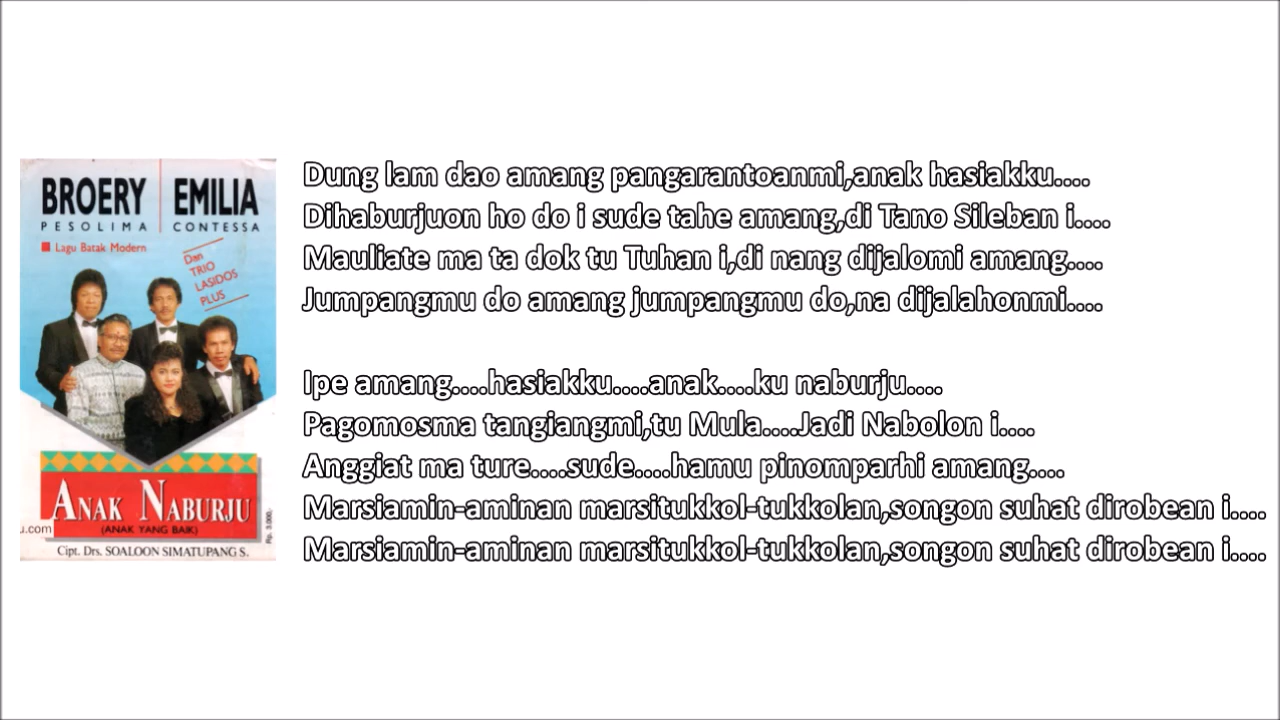 BROERY
PESOLIMA
EMILIA
CONTESSA
Lagu Batak Modern
Dan
TRIO
LASIDOS
PLUS
ANAK NABURJU
(ANAK YANG BAIK)
Rp. 3.000,-
u.com
Cipt. Drs. SOALOON SIMATUPANG S.
Dung lam dao amang pangarantoanmi,anak hasiakku....
Dihaburjuon ho do i sude tahe amang,di Tano Sileban i....
Mauliate ma ta dok tu Tuhan i,di nang dijalomi amang....
Jumpangmu do amang jumpangmu do,na dijalahonmi....
Ipe amang....hasiakku....anak....ku naburju....
Pagomosma tangiangmi,tu Mula....Jadi Nabolon i....
Anggiat ma ture....sude....hamu pinomparhi amang....
Marsiamin-aminan marsitukkol-tukkolan,songon suhat dirobean i....
Marsiamin-aminan marsitukkol-tukkolan,songon suhat dirobean i....